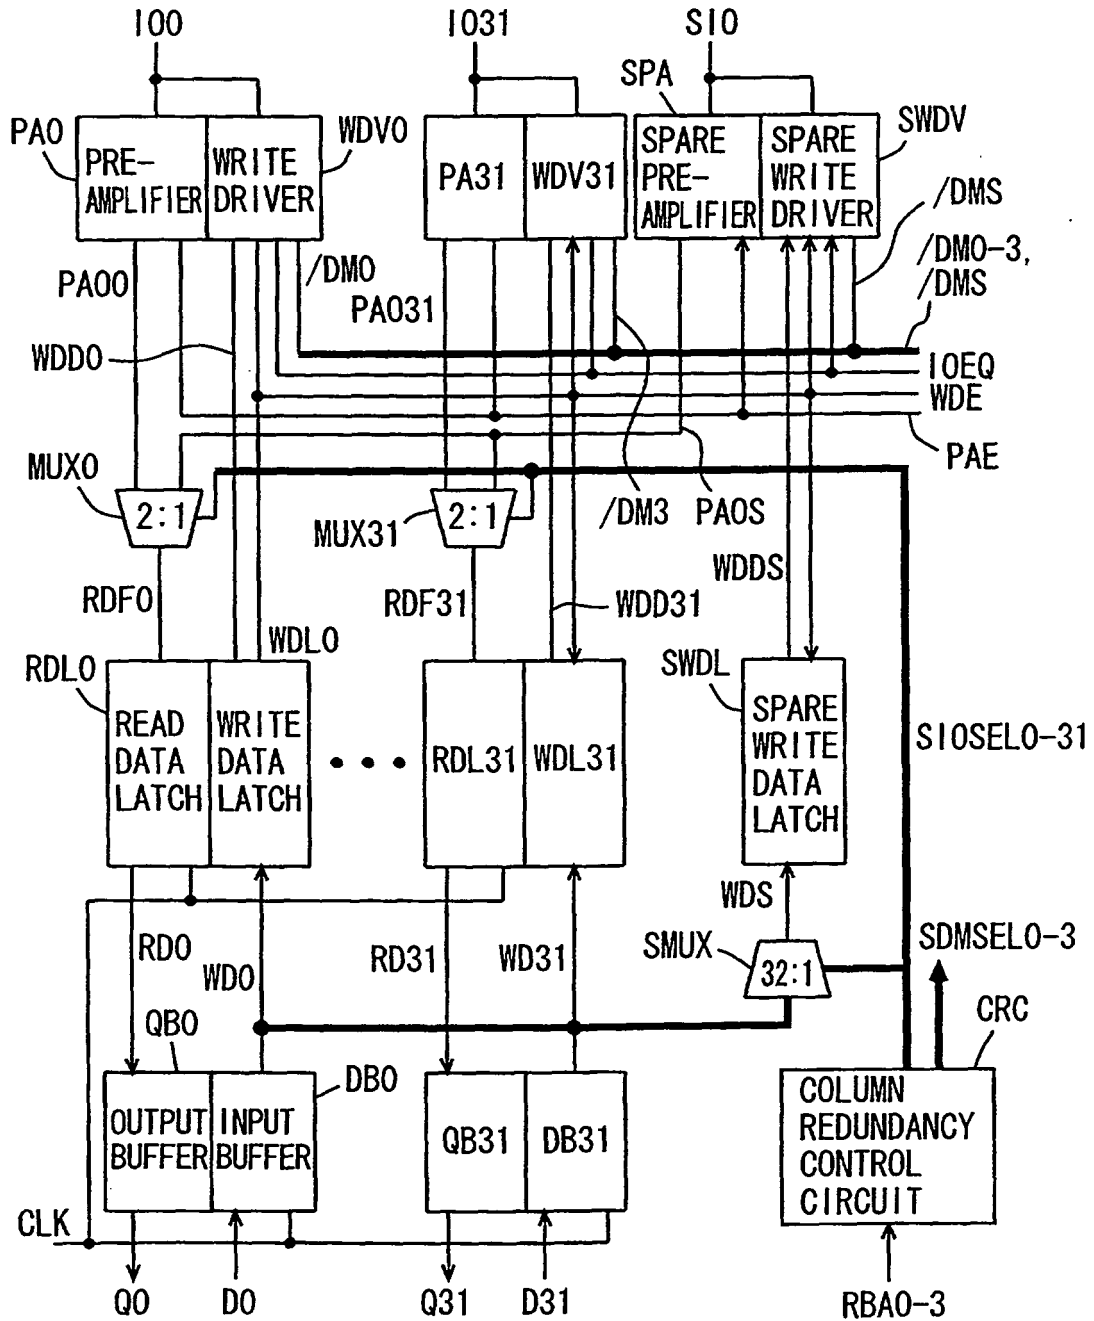 IO0
IO31
SIO
SPA
PA0
WDV0
SWDV
PRE-
AMPLIFIER
WRITE
DRIVER
PA31
WDV31
SPARE
PRE-
AMPLIFIER
SPARE
WRITE
DRIVER
/DMS
/DM0-3,
/DMS
PAO0
/DM0
PAO31
WDD0
IOEQ
WDE
PAE
MUX0
2:1
MUX31
2:1
/DM3
PAOS
RDF0
RDF31
WDD31
WDDS
WDL0
RDL0
SWDL
READ
DATA
LATCH
WRITE
DATA
LATCH
RDL31
WDL31
SPARE
WRITE
DATA
LATCH
SIOSEL0-31
WDS
RD0
WD0
RD31
WD31
SMUX
32:1
SDMSEL0-3
QB0
DB0
CRC
OUTPUT
BUFFER
INPUT
BUFFER
QB31
DB31
COLUMN
REDUNDANCY
CONTROL
CIRCUIT
CLK
Q0
D0
Q31
D31
RBA0-3